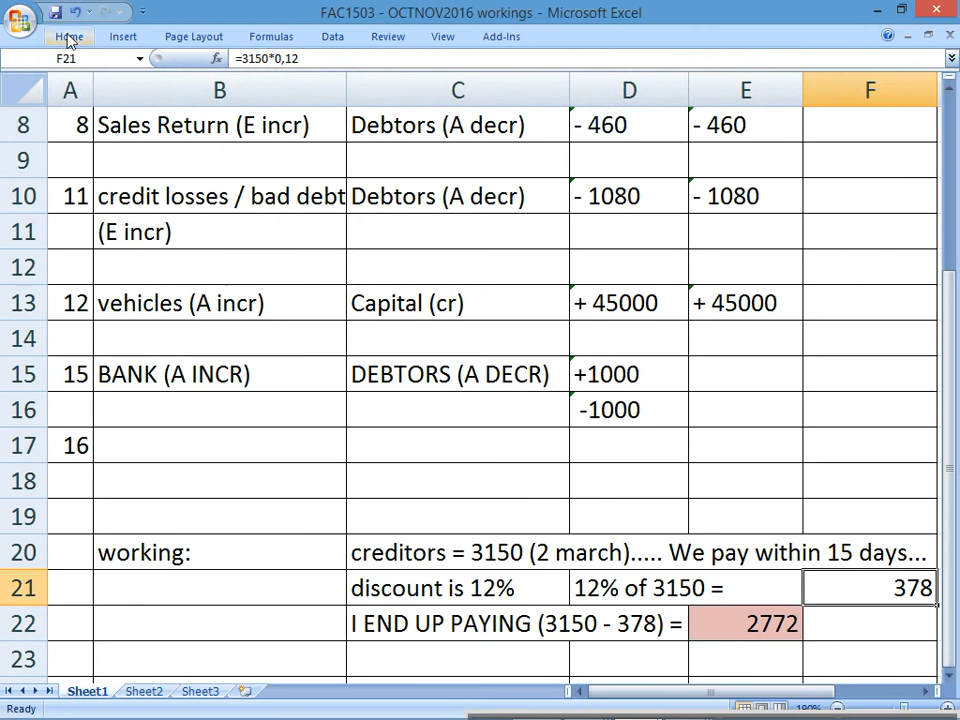 FAC1503 - OCTNOV2016 workings - Microsoft Excel
Home Insert Page Layout Formulas Data Review View Add-Ins
F21 fx =3150*0,12
A B C D E F
8 8 Sales Return (E incr) Debtors (A decr) - 460 - 460
9
10 11 credit losses / bad debt Debtors (A decr) - 1080 - 1080
11 (E incr)
12
13 12 vehicles (A incr) Capital (cr) + 45000 + 45000
14
15 15 BANK (A INCR) DEBTORS (A DECR) +1000
16 -1000
17 16
18
19
20 working: creditors = 3150 (2 march)..... We pay within 15 days...
21 discount is 12% 12% of 3150 = 378
22 I END UP PAYING (3150 - 378) = 2772
23
Sheet1 Sheet2 Sheet3
Ready 190%